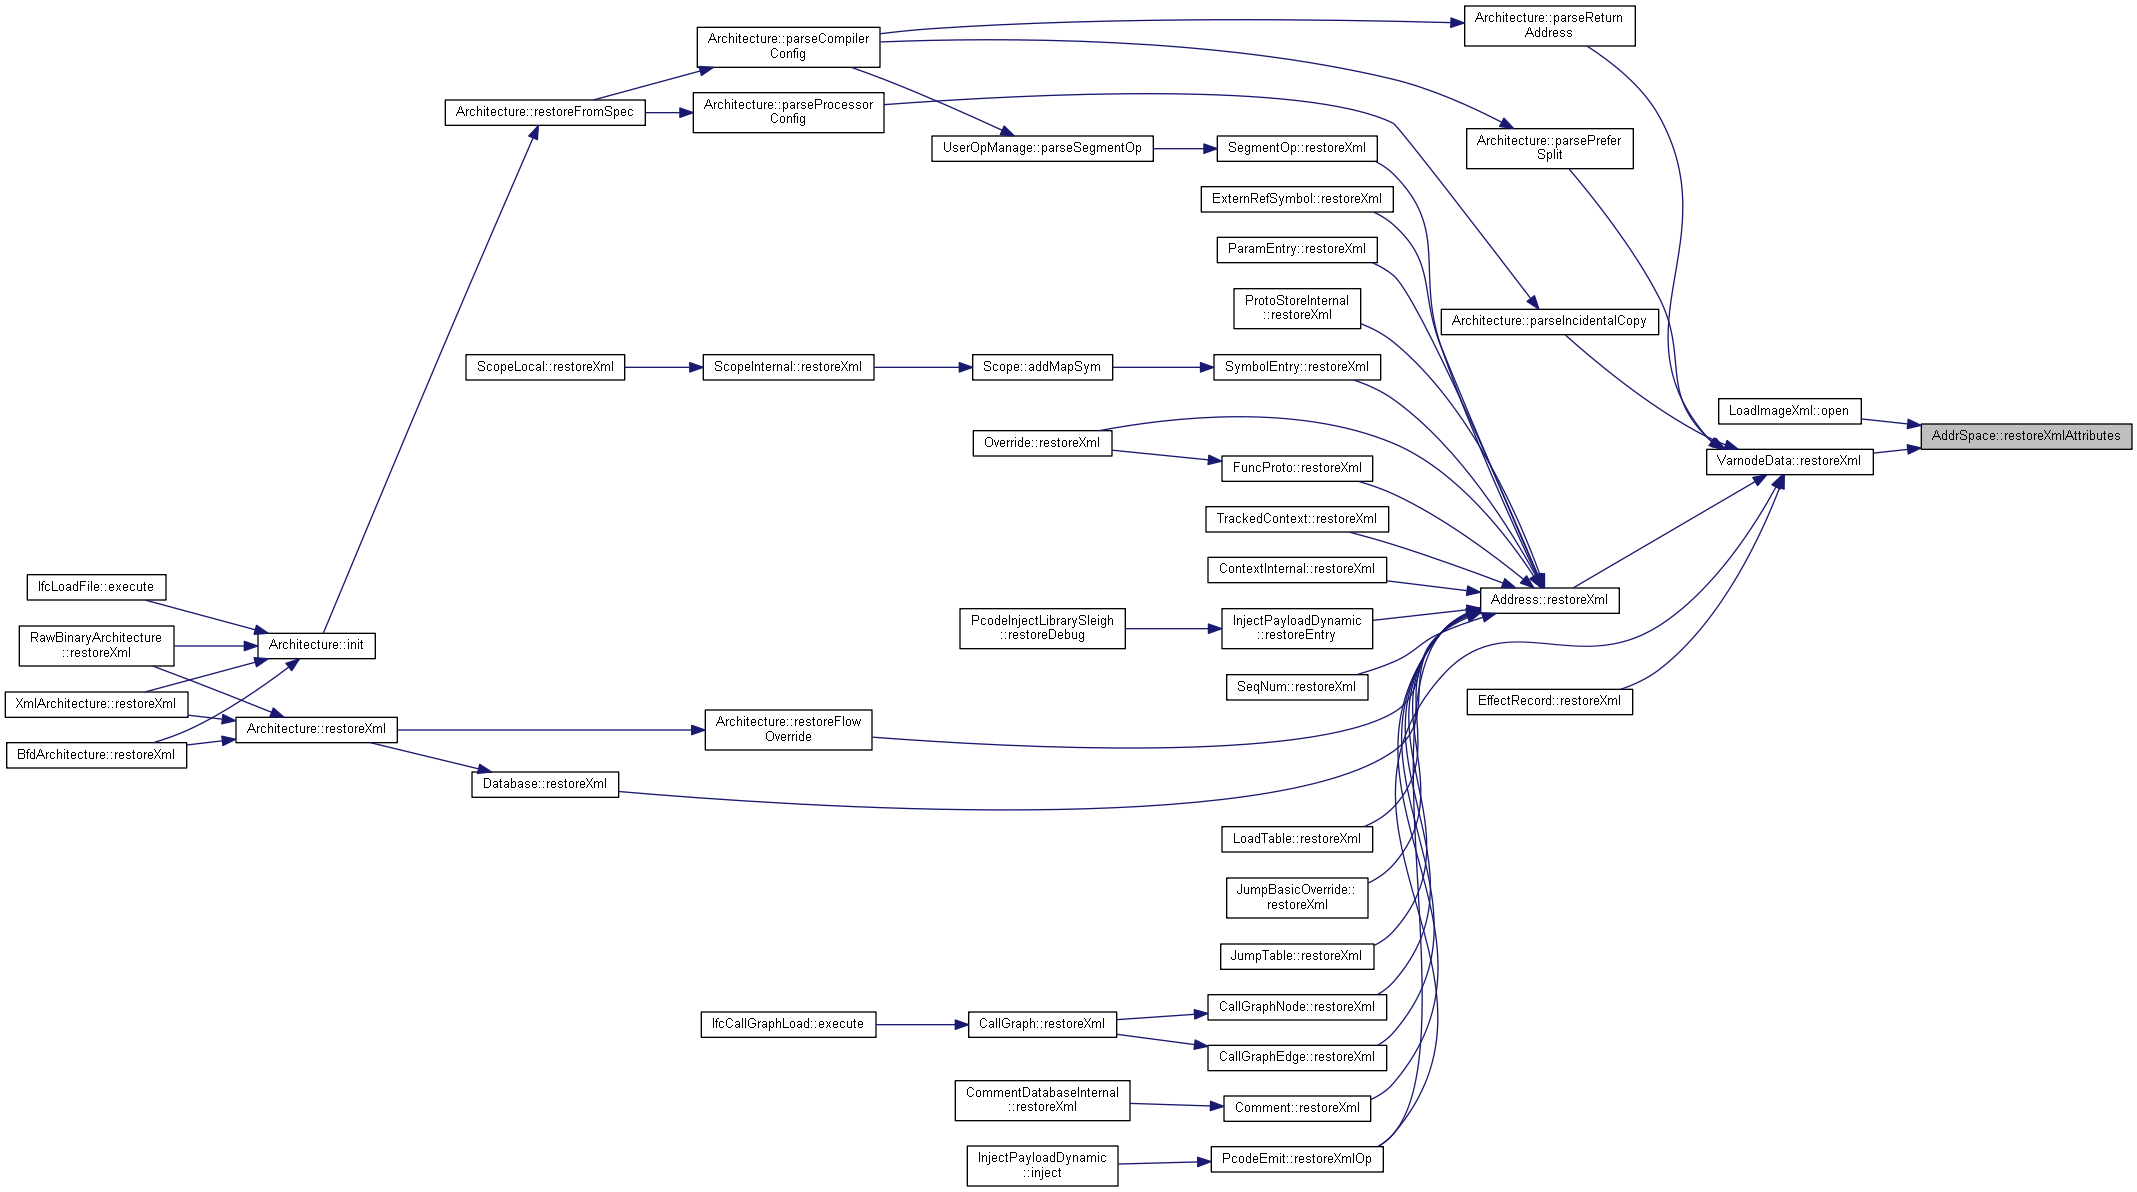 Architecture::parseReturn
Address
Architecture::parseCompiler
Config
Architecture::restoreFromSpec
Architecture::parseProcessor
Config
UserOpManage::parseSegmentOp
SegmentOp::restoreXml
Architecture::parsePrefer
Split
ExternRefSymbol::restoreXml
ParamEntry::restoreXml
ProtoStoreInternal
::restoreXml
Architecture::parseIncidentalCopy
ScopeLocal::restoreXml
ScopeInternal::restoreXml
Scope::addMapSym
SymbolEntry::restoreXml
LoadImageXml::open
AddrSpace::restoreXmlAttributes
Override::restoreXml
VarnodeData::restoreXml
FuncProto::restoreXml
TrackedContext::restoreXml
ContextInternal::restoreXml
IfcLoadFile::execute
Address::restoreXml
PcodeInjectLibrarySleigh
::restoreDebug
InjectPayloadDynamic
::restoreEntry
RawBinaryArchitecture
::restoreXml
Architecture::init
SeqNum::restoreXml
EffectRecord::restoreXml
XmlArchitecture::restoreXml
Architecture::restoreXml
Architecture::restoreFlow
Override
BfdArchitecture::restoreXml
Database::restoreXml
LoadTable::restoreXml
JumpBasicOverride::
restoreXml
JumpTable::restoreXml
CallGraphNode::restoreXml
IfcCallGraphLoad::execute
CallGraph::restoreXml
CallGraphEdge::restoreXml
CommentDatabaseInternal
::restoreXml
Comment::restoreXml
InjectPayloadDynamic
::inject
PcodeEmit::restoreXmlOp